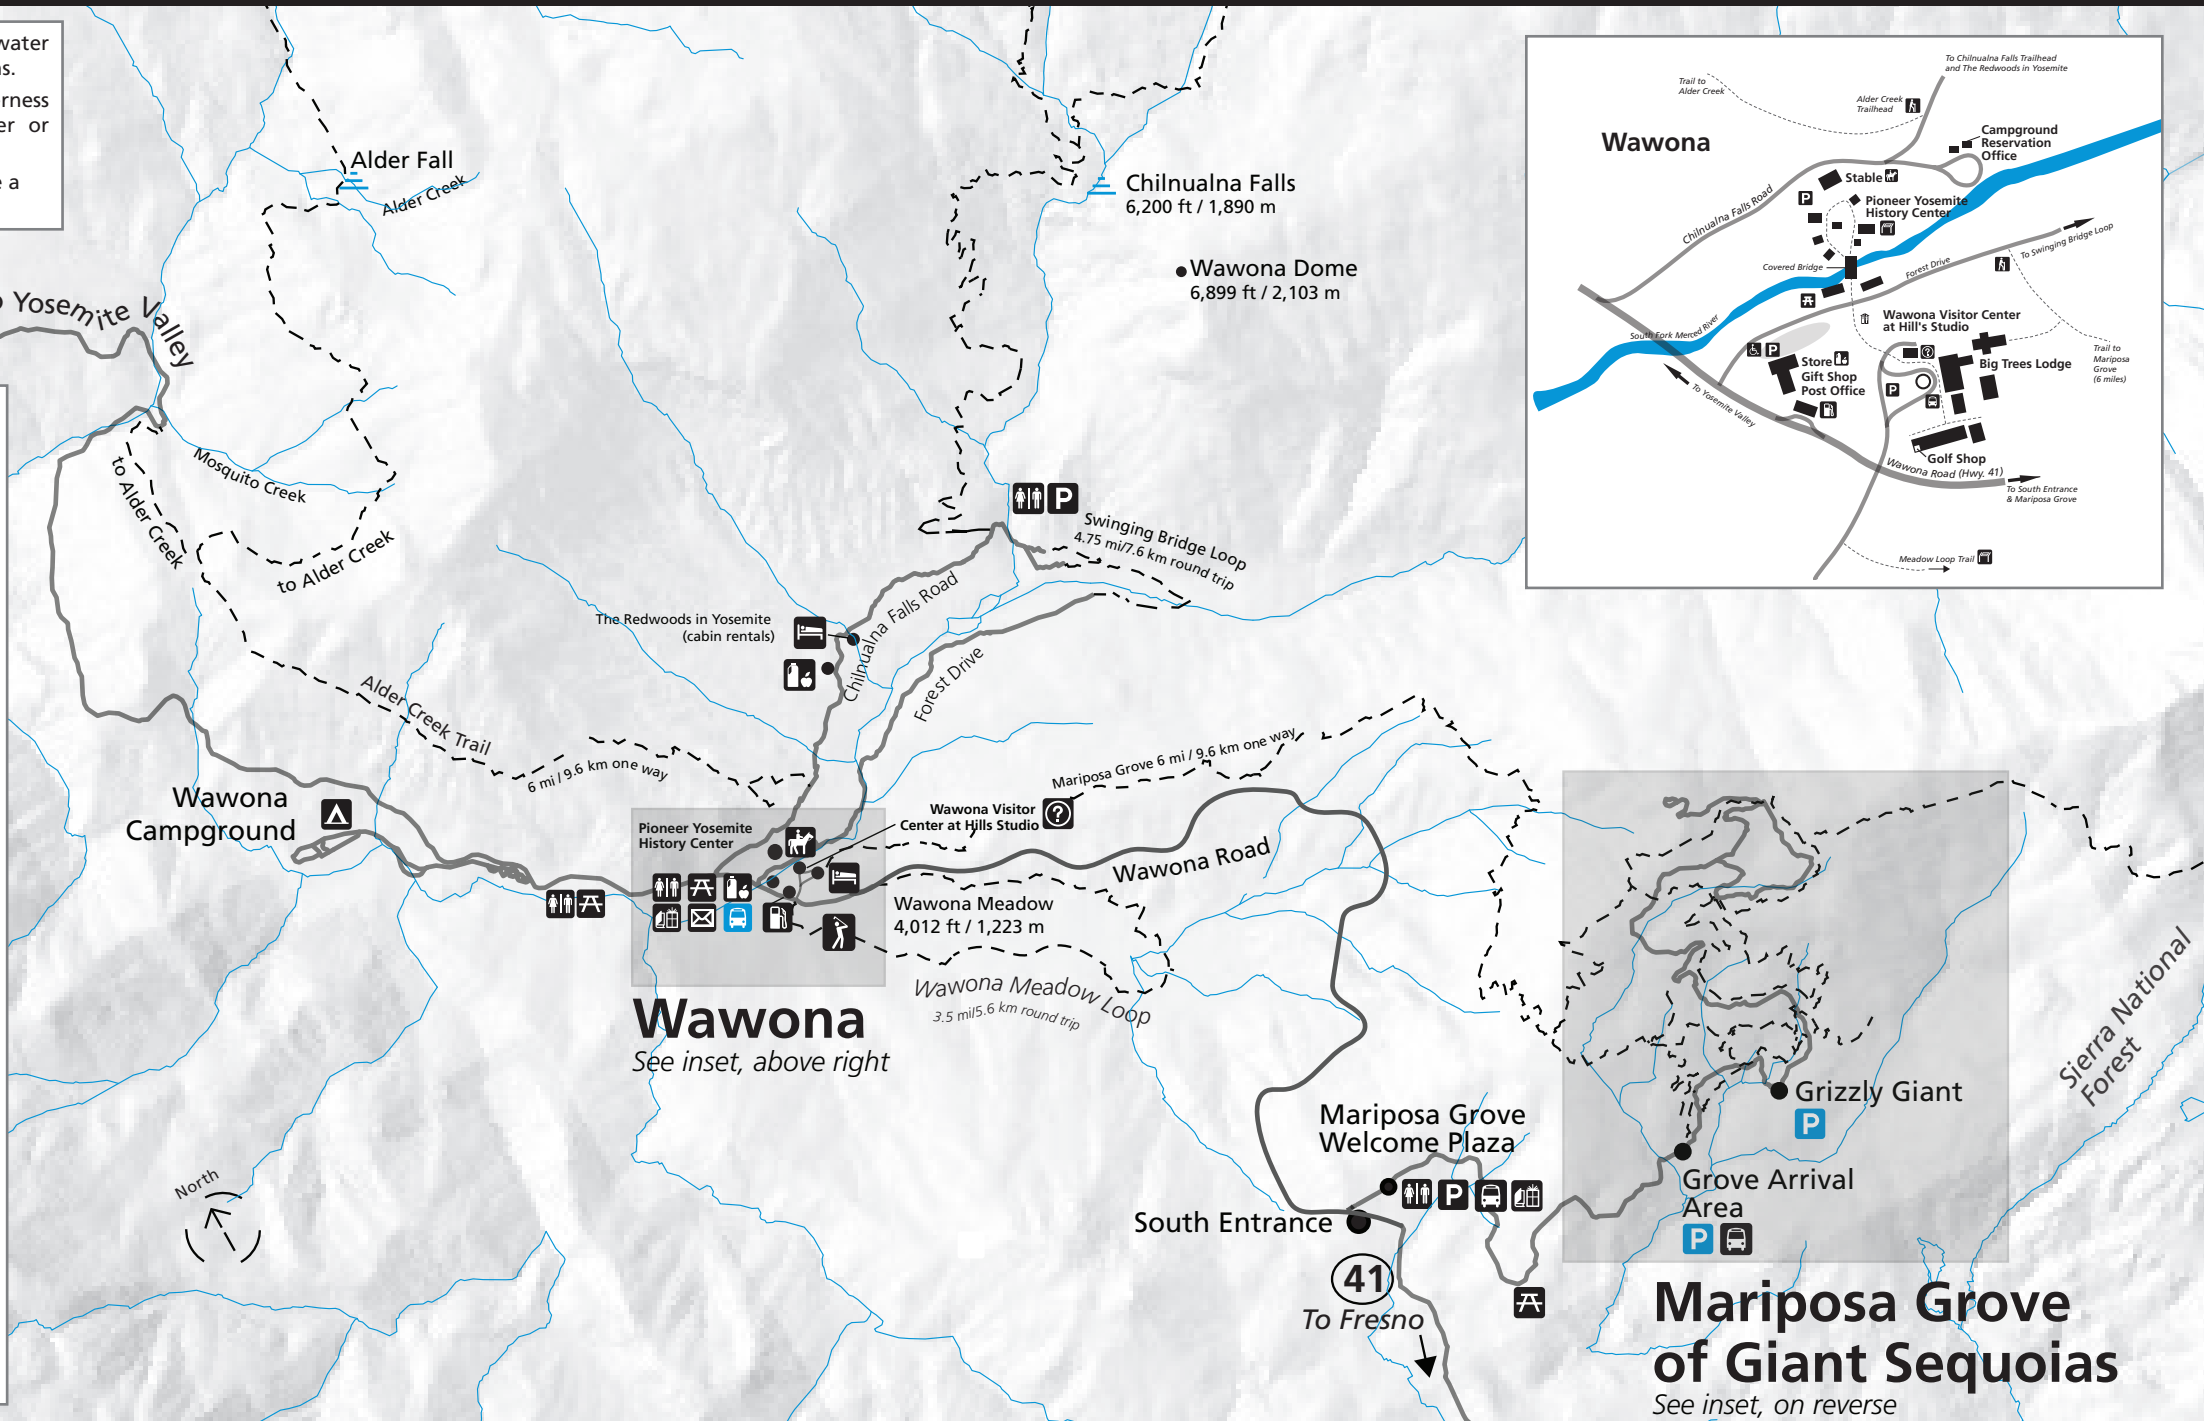 water
s.
rness
er or
e a
Alder Fall
Alder Creek
Chilnualna Falls
6,200 ft / 1,890 m
Wawona Dome
6,899 ft / 2,103 m
o Yosemite Valley
Mosquito Creek
to Alder Creek
to Alder Creek
P
Swinging Bridge Loop
4.75 mi/7.6 km round trip
Chilnualna Falls Road
The Redwoods in Yosemite
(cabin rentals)
Forest Drive
Alder Creek Trail
6 mi / 9.6 km one way
Mariposa Grove 6 mi / 9.6 km one way
Wawona
Campground
Pioneer Yosemite
History Center
Wawona Visitor
Center at Hills Studio
?
Wawona Road
Wawona Meadow
4,012 ft / 1,223 m
Wawona Meadow Loop
3.5 mi/5.6 km round trip
Wawona
See inset, above right
North
Mariposa Grove
Welcome Plaza
P
South Entrance
41
To Fresno
Grizzly Giant
P
Grove Arrival
Area
P
Sierra National
Forest
Mariposa Grove
of Giant Sequoias
See inset, on reverse
Wawona
To Chilnualna Falls Trailhead
and The Redwoods in Yosemite
Trail to
Alder Creek
Alder Creek
Trailhead
Campground
Reservation
Office
Stable
P
Pioneer Yosemite
History Center
Chilnualna Falls Road
Covered Bridge
Forest Drive
To Swinging Bridge Loop
South Fork Merced River
Wawona Visitor Center
at Hill's Studio
?
P
Store
Gift Shop
Post Office
P
Big Trees Lodge
Trail to
Mariposa
Grove
(6 miles)
To Yosemite Valley
Golf Shop
Wawona Road (Hwy. 41)
To South Entrance
& Mariposa Grove
Meadow Loop Trail